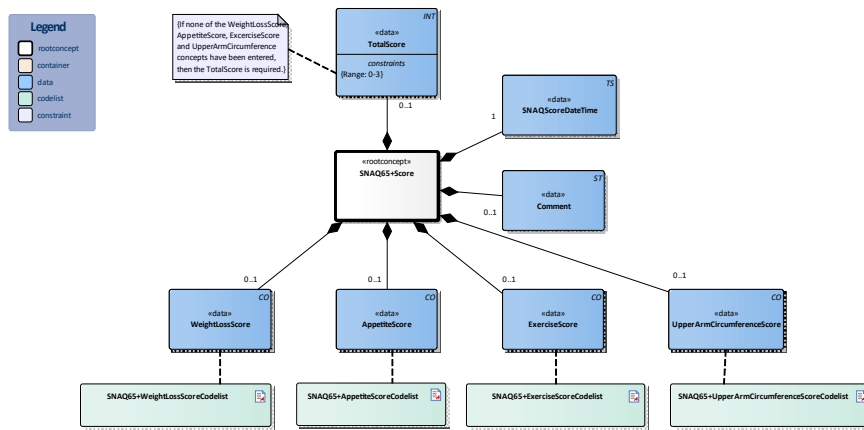 Legend
rootconcept
container
data
codelist
constraint
{If none of the WeightLossScore,
AppetiteScore, ExcerciseScore
and UpperArmCircumference
concepts have been entered,
then the TotalScore is required.}
INT
«data»
TotalScore
constraints
{Range: 0-3}
0..1
TS
«data»
SNAQScoreDateTime
1
«rootconcept»
SNAQ65+Score
ST
«data»
Comment
0..1
0..1
0..1
0..1
0..1
CO
«data»
WeightLossScore
CO
«data»
AppetiteScore
CO
«data»
ExerciseScore
CO
«data»
UpperArmCircumferenceScore
SNAQ65+WeightLossScoreCodelist
SNAQ65+AppetiteScoreCodelist
SNAQ65+ExerciseScoreCodelist
SNAQ65+UpperArmCircumferenceScoreCodelist